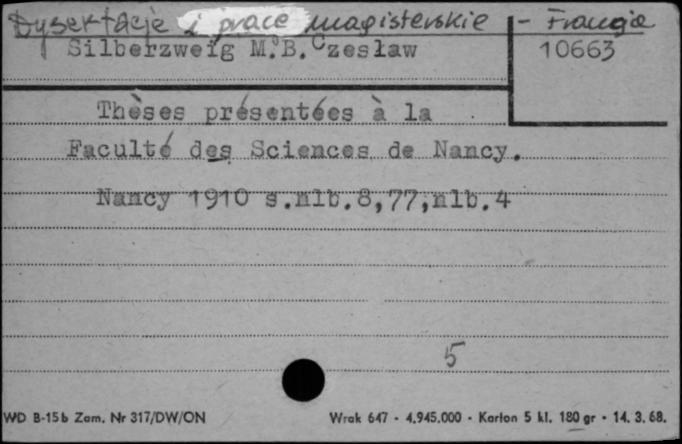 Dysertacje i prace magisterskie - Francja
Silberzweig M.B. Czesław 10663
Thèses présentées à la
Faculté des Sciences de Nancy.
Nancy 1910 s.nlb.8,77,nlb.4
5
WD B-15b Zam. Nr 317/DW/ON Wrak 647 - 4.945.000 - Karton 5 kl. 180 gr - 14. 3. 68.